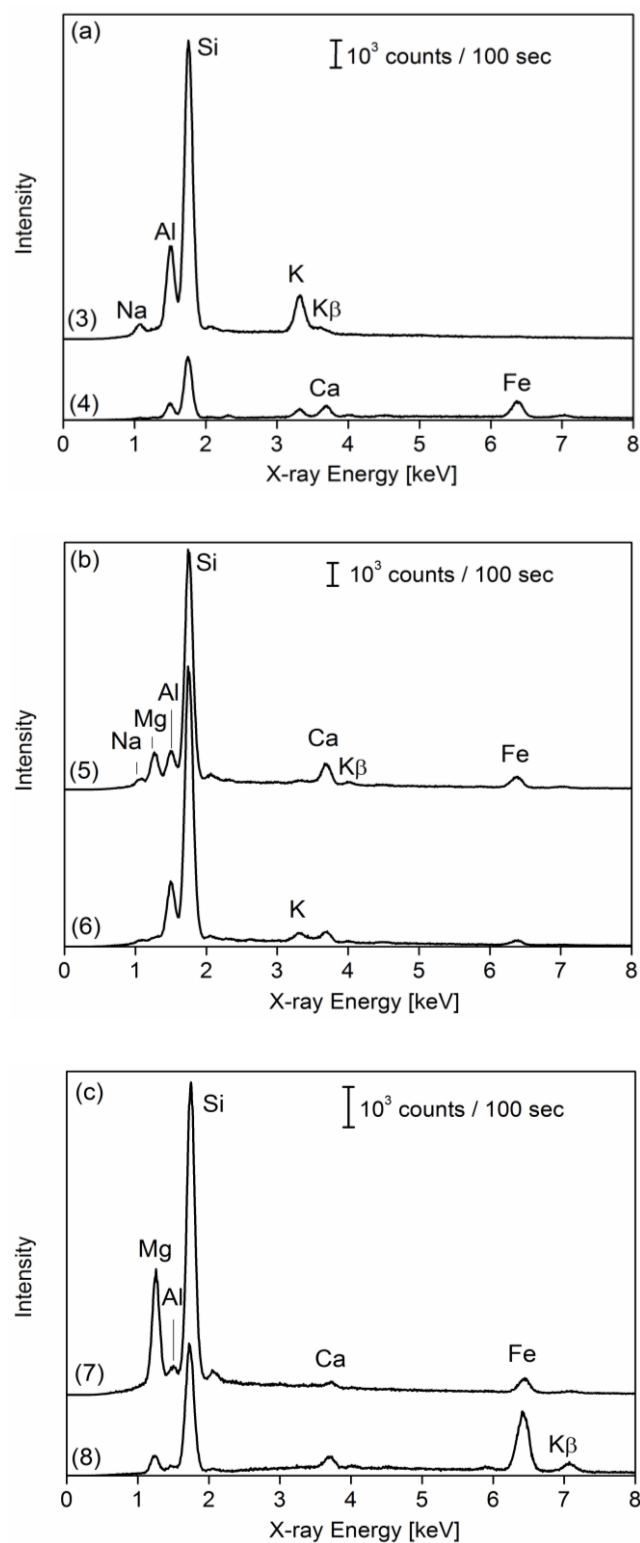 (a)
Si
10³ counts / 100 sec
Intensity
Al
K
Na
Kβ
(3)
Ca
Fe
(4)
0 1 2 3 4 5 6 7 8
X-ray Energy [keV]
(b)
Si
10³ counts / 100 sec
Intensity
Al
Mg
Na
Ca
Kβ
Fe
(5)
K
(6)
0 1 2 3 4 5 6 7 8
X-ray Energy [keV]
(c)
Si
10³ counts / 100 sec
Intensity
Mg
Al
Ca
Fe
(7)
Kβ
(8)
0 1 2 3 4 5 6 7 8
X-ray Energy [keV]